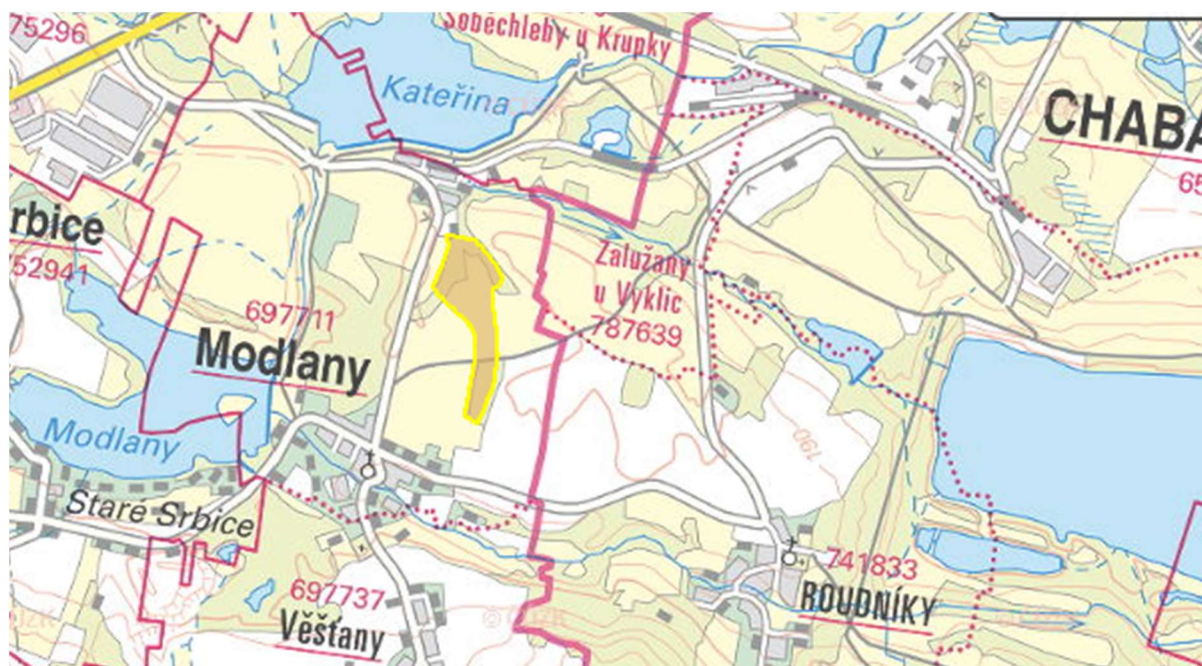 75296
Soběchleby u Krupky
Kateřina
CHABA
65
rbice
52941
697711
Zalužany
u Vyklic
787639
Modlany
Modlany
190
Staré Srbice
741833
697737
ROUDNÍKY
Věšťany